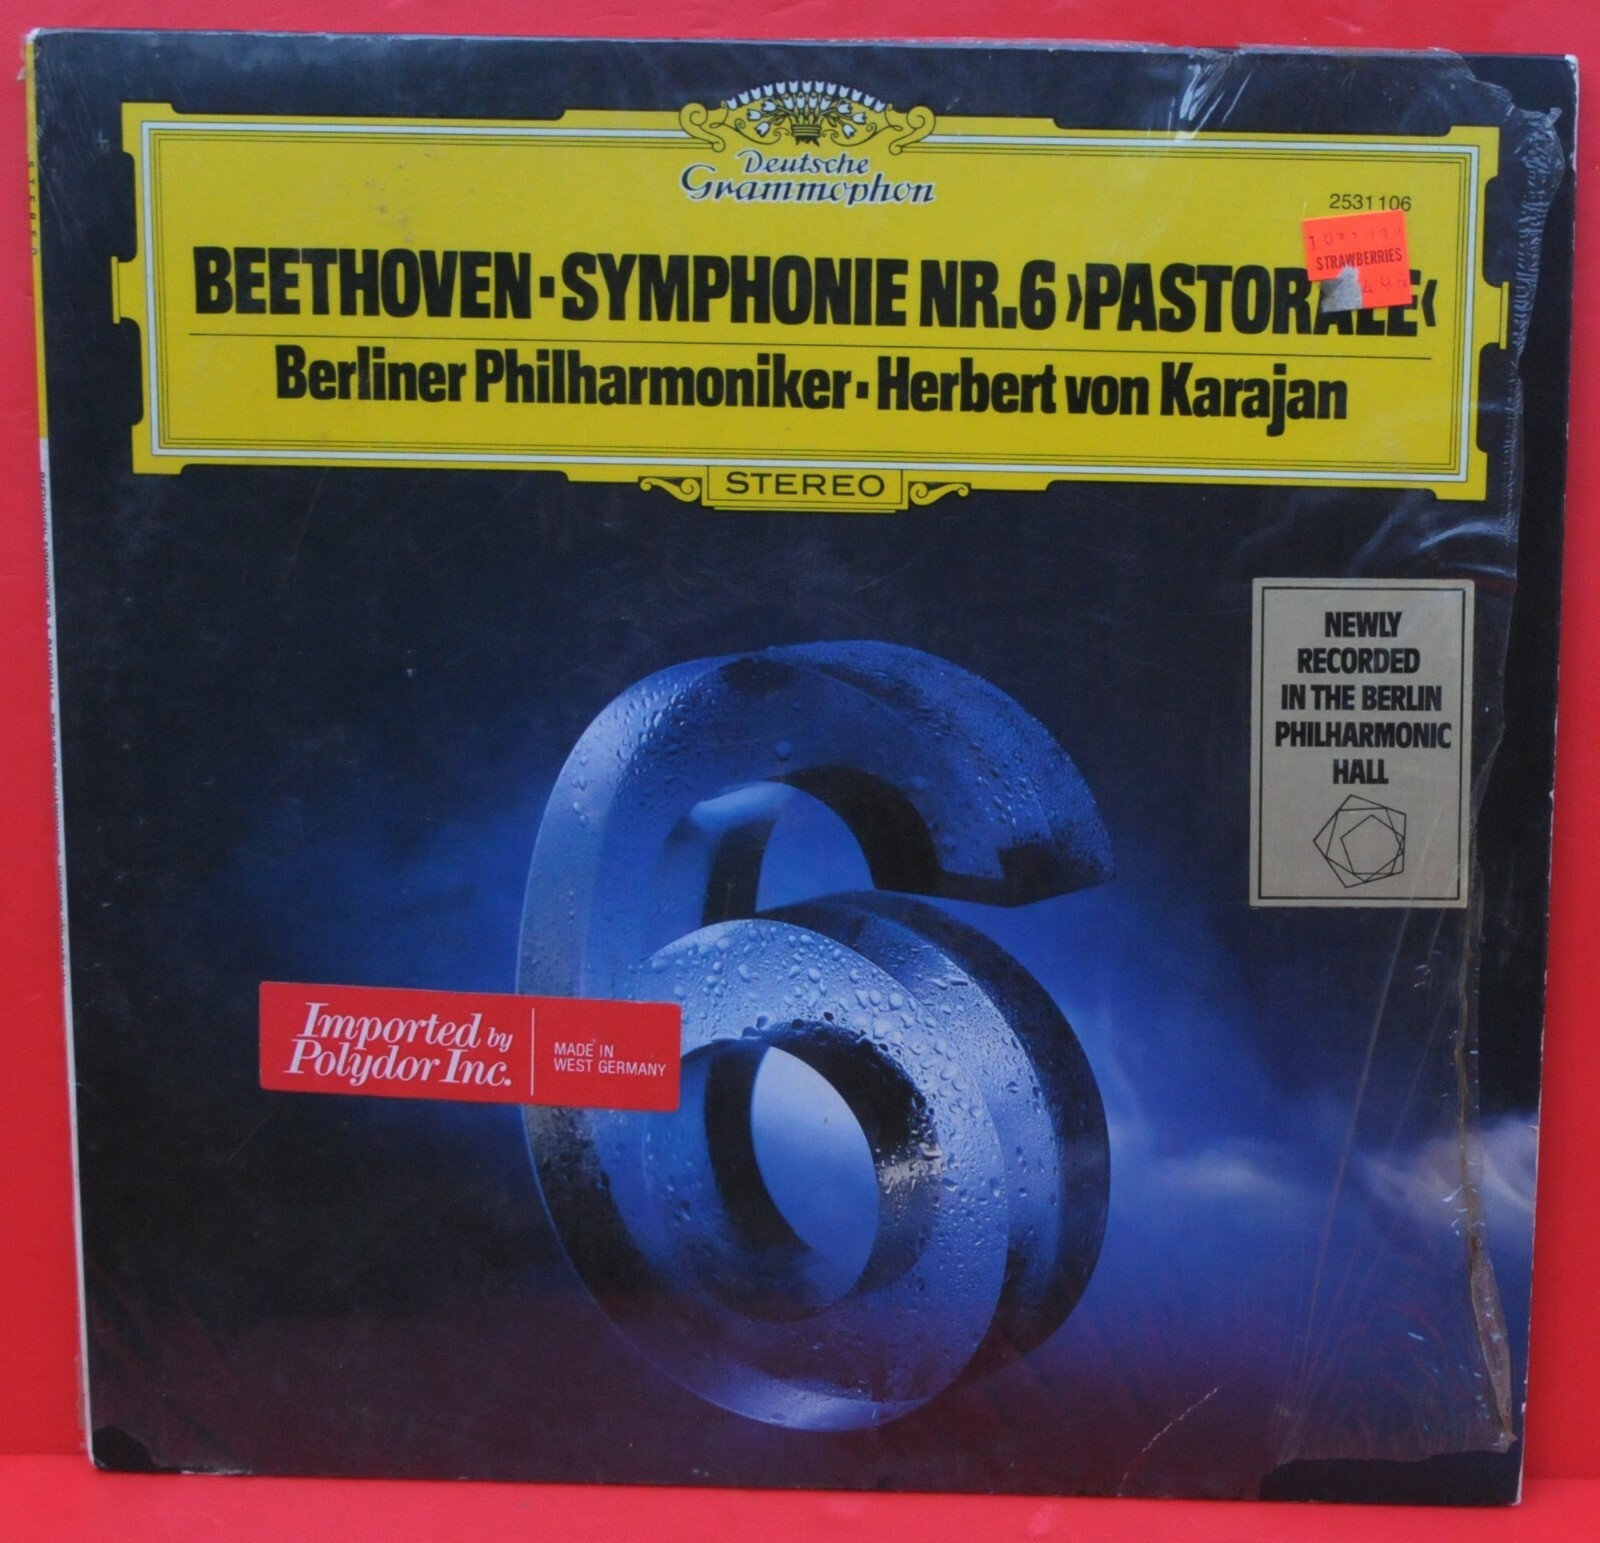 Deutsche
Grammophon
2531 106
STRAWBERRIES
BEETHOVEN·SYMPHONIE NR.6 ›PASTORALE‹
Berliner Philharmoniker·Herbert von Karajan
STEREO
STEREO
NEWLY
RECORDED
IN THE BERLIN
PHILHARMONIC
HALL
Imported by
Polydor Inc.
MADE IN
WEST GERMANY